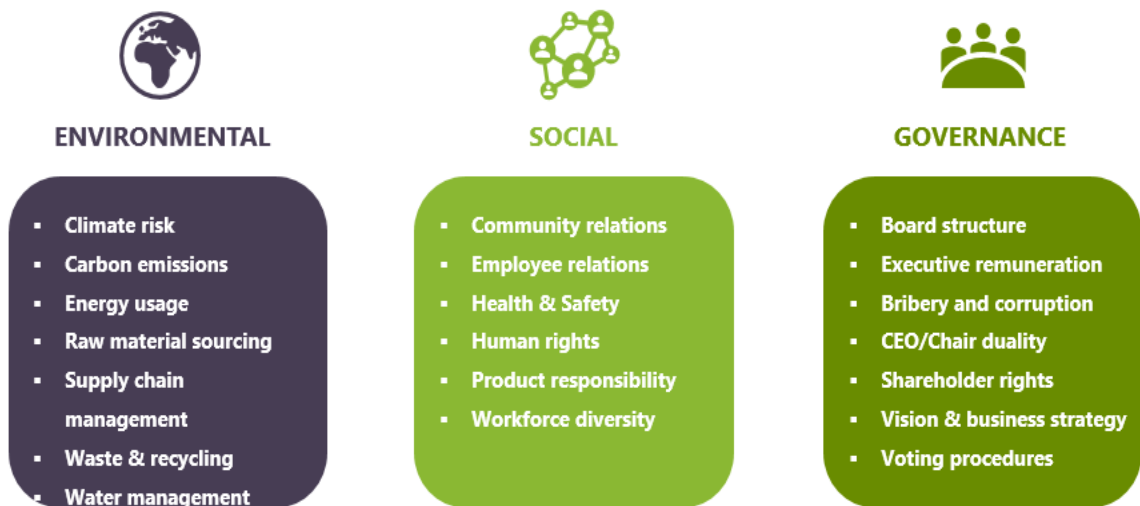 ENVIRONMENTAL
▪ Climate risk
▪ Carbon emissions
▪ Energy usage
▪ Raw material sourcing
▪ Supply chain
management
▪ Waste & recycling
▪ Water management
SOCIAL
▪ Community relations
▪ Employee relations
▪ Health & Safety
▪ Human rights
▪ Product responsibility
▪ Workforce diversity
GOVERNANCE
▪ Board structure
▪ Executive remuneration
▪ Bribery and corruption
▪ CEO/Chair duality
▪ Shareholder rights
▪ Vision & business strategy
▪ Voting procedures